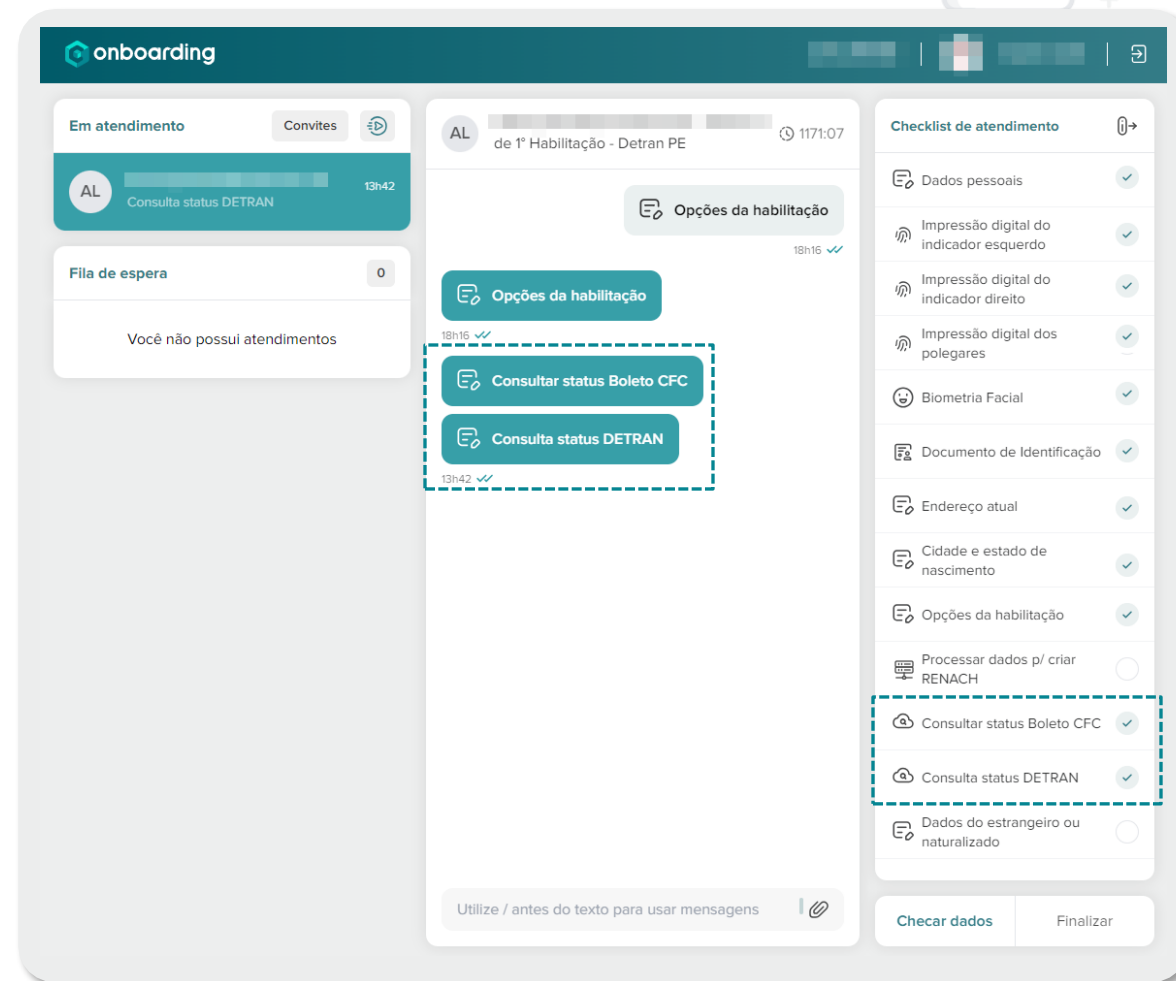 onboarding
Em atendimento
Convites
AL
13h42
Consulta status DETRAN
Fila de espera
0
Você não possui atendimentos
AL
de 1° Habilitação - Detran PE
1171:07
Opções da habilitação
18h16
Opções da habilitação
18h16
Consultar status Boleto CFC
Consulta status DETRAN
13h42
Utilize / antes do texto para usar mensagens
Checklist de atendimento
Dados pessoais
Impressão digital do
indicador esquerdo
Impressão digital do
indicador direito
Impressão digital dos
polegares
Biometria Facial
Documento de Identificação
Endereço atual
Cidade e estado de
nascimento
Opções da habilitação
Processar dados p/ criar
RENACH
Consultar status Boleto CFC
Consulta status DETRAN
Dados do estrangeiro ou
naturalizado
Checar dados
Finalizar